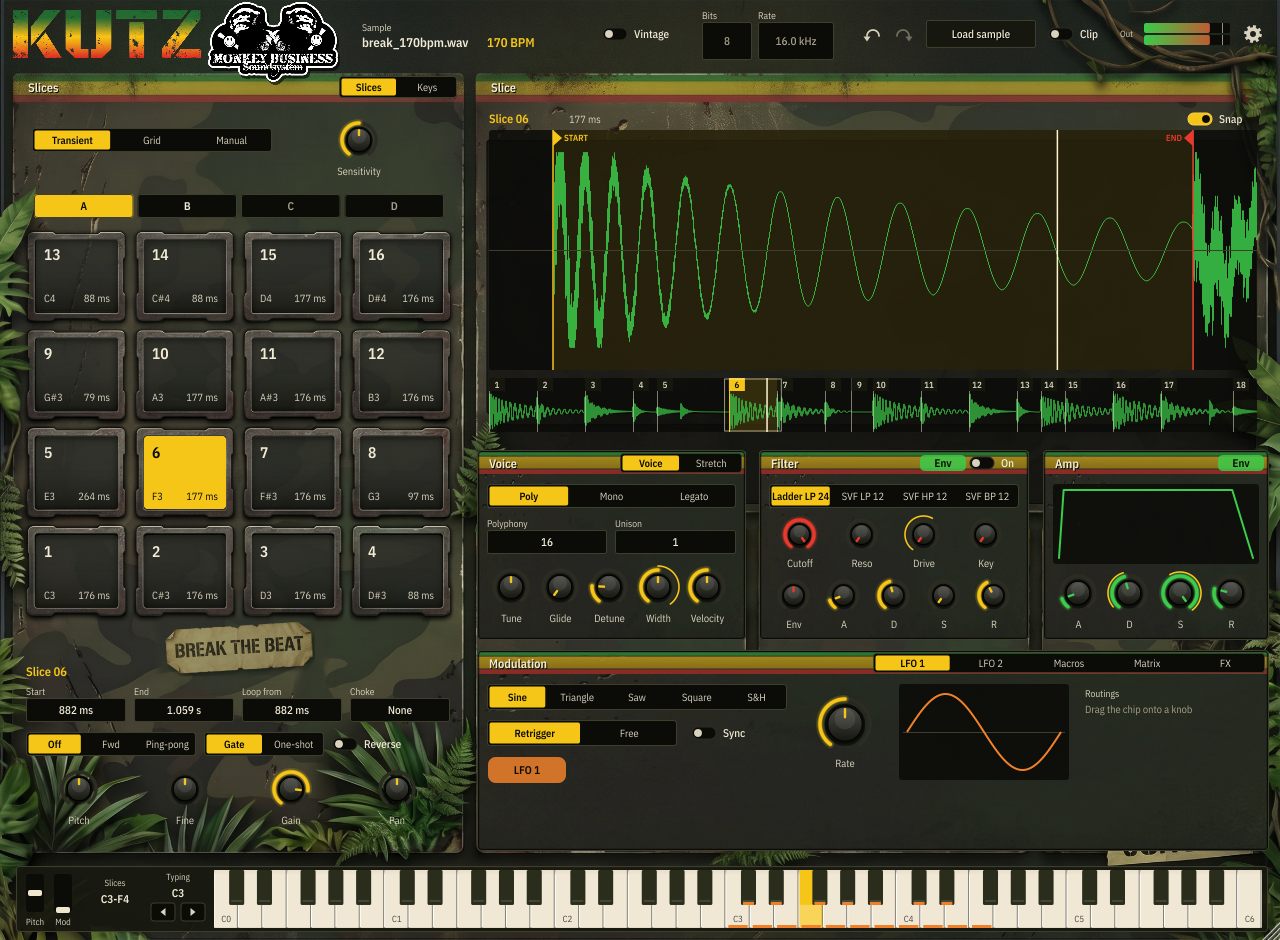 KUTZ
MONKEY BUSINESS
Soundsystem
Sample
break_170bpm.wav 170 BPM
Vintage
Bits
8
Rate
16.0 kHz
Load sample
Clip
Out
Slices
Slices Keys
Transient Grid Manual
Sensitivity
A B C D
13 14 15 16
C4 88 ms C#4 88 ms D4 177 ms D#4 176 ms
9 10 11 12
G#3 79 ms A3 177 ms A#3 176 ms B3 176 ms
5 6 7 8
E3 264 ms F3 177 ms F#3 176 ms G3 97 ms
1 2 3 4
C3 176 ms C#3 176 ms D3 176 ms D#3 88 ms
BREAK THE BEAT
Slice 06
Start End Loop from Choke
882 ms 1.059 s 882 ms None
Off Fwd Ping-pong Gate One-shot Reverse
Pitch Fine Gain Pan
Slice
Slice 06 177 ms Snap
START END
1 2 3 4 5 6 7 8 9 10 11 12 13 14 15 16 17 18
Voice
Voice Stretch
Poly Mono Legato
Polyphony Unison
16 1
Tune Glide Detune Width Velocity
Filter Env On
Ladder LP 24 SVF LP 12 SVF HP 12 SVF BP 12
Cutoff Reso Drive Key
Env A D S R
Amp Env
A D S R
Modulation
LFO 1 LFO 2 Macros Matrix FX
Sine Triangle Saw Square S&H
Retrigger Free Sync
LFO 1
Rate
Routings
Drag the chip onto a knob
Pitch Mod
Slices
C3-F4
Typing
C3
C0 C1 C2 C3 C4 C5 C6